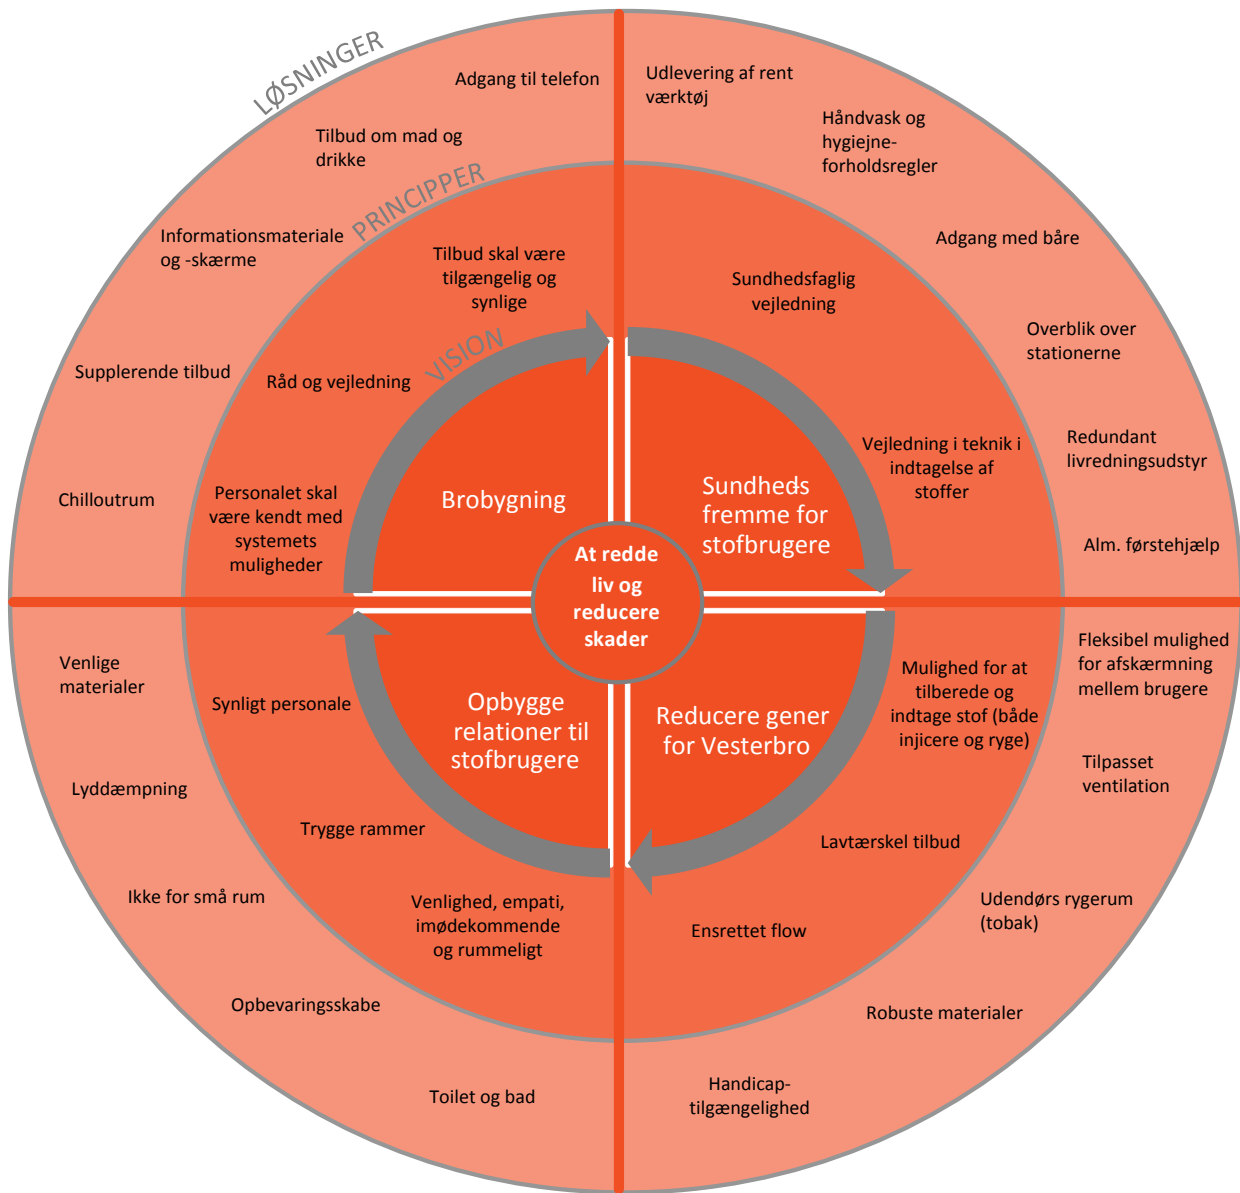 LØSNINGER
Adgang til telefon
Tilbud om mad og
drikke
Informationsmateriale
og -skærme
Supplerende tilbud
Chilloutrum
Udlevering af rent
værktøj
Håndvask og
hygiejne-
forholdsregler
Adgang med båre
Overblik over
stationerne
Redundant
livredningsudstyr
Alm. førstehjælp
PRINCIPPER
Tilbud skal være
tilgængelig og
synlige
Råd og vejledning
Personalet skal
være kendt med
systemets
muligheder
Sundhedsfaglig
vejledning
Vejledning i teknik i
indtagelse af
stoffer
VISION
Brobygning
Sundheds-
fremme for
stofbrugere
At redde
liv og
reducere
skader
Opbygge
relationer til
stofbrugere
Reducere gener
for Vesterbro
Synligt personale
Trygge rammer
Venlighed, empati,
imødekommende
og rummeligt
Mulighed for at
tilberede og
indtage stof (både
injicere og ryge)
Lavtærskel tilbud
Ensrettet flow
Venlige
materialer
Lyddæmpning
Ikke for små rum
Opbevaringsskabe
Toilet og bad
Fleksibel mulighed
for afskærmning
mellem brugere
Tilpasset
ventilation
Udendørs rygerum
(tobak)
Robuste materialer
Handicap-
tilgængelighed